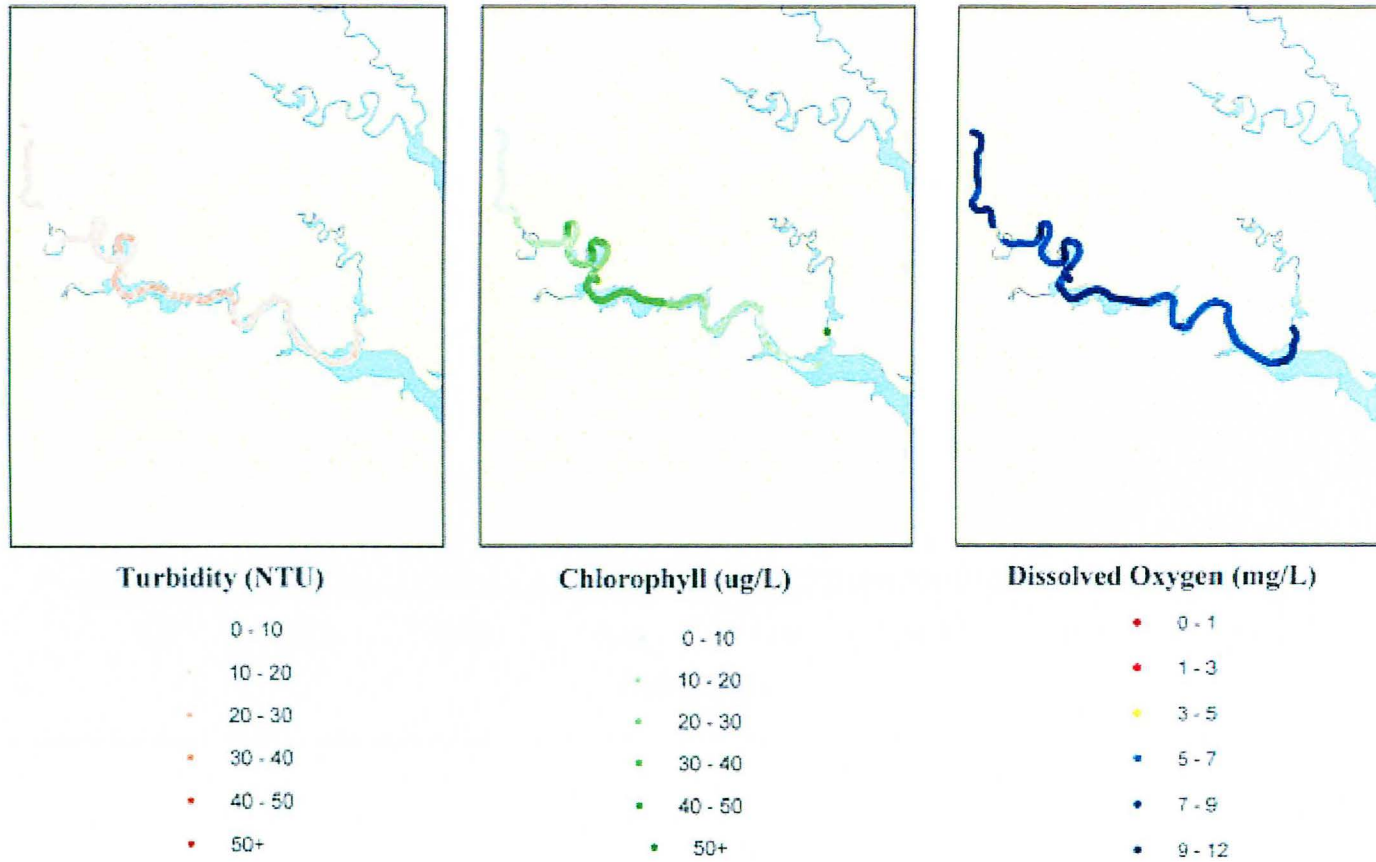 Turbidity (NTU)
0 - 10
10 - 20
20 - 30
30 - 40
40 - 50
50+
Chlorophyll (ug/L)
0 - 10
10 - 20
20 - 30
30 - 40
40 - 50
50+
Dissolved Oxygen (mg/L)
0 - 1
1 - 3
3 - 5
5 - 7
7 - 9
9 - 12